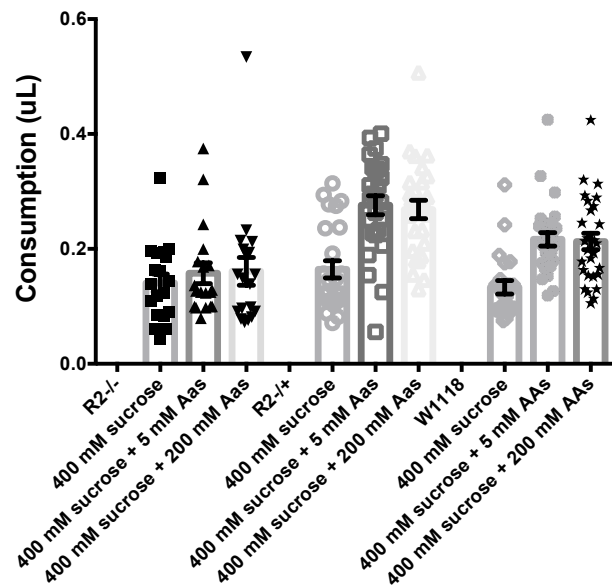 0.6
0.4
0.2
0.0
Consumption (uL)
R2-/-
400 mM sucrose
400 mM sucrose + 5 mM Aas
400 mM sucrose + 200 mM Aas
R2-/+
400 mM sucrose
400 mM sucrose + 5 mM Aas
400 mM sucrose + 200 mM Aas
W1118
400 mM sucrose
400 mM sucrose + 5 mM AAs
400 mM sucrose + 200 mM AAs